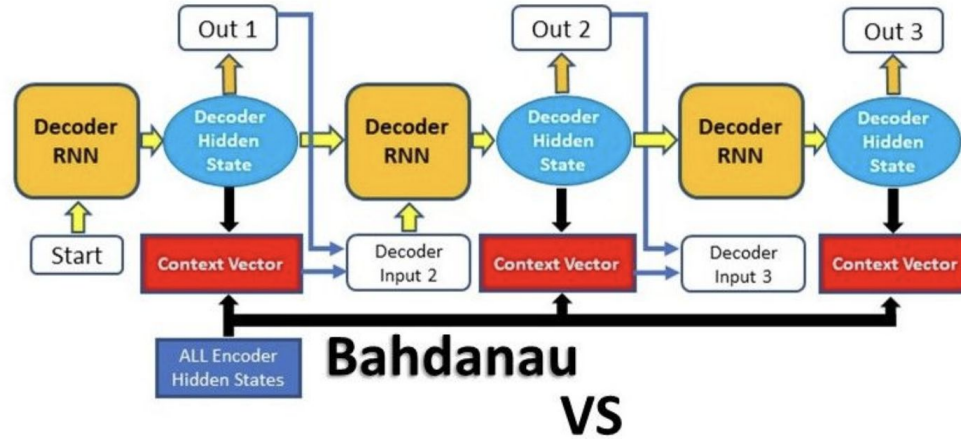 Out 1
Out 2
Out 3
Decoder
RNN
Decoder
Hidden
State
Decoder
RNN
Decoder
Hidden
State
Decoder
RNN
Decoder
Hidden
State
Start
Context Vector
Decoder
Input 2
Context Vector
Decoder
Input 3
Context Vector
ALL Encoder
Hidden States
Bahdanau
VS